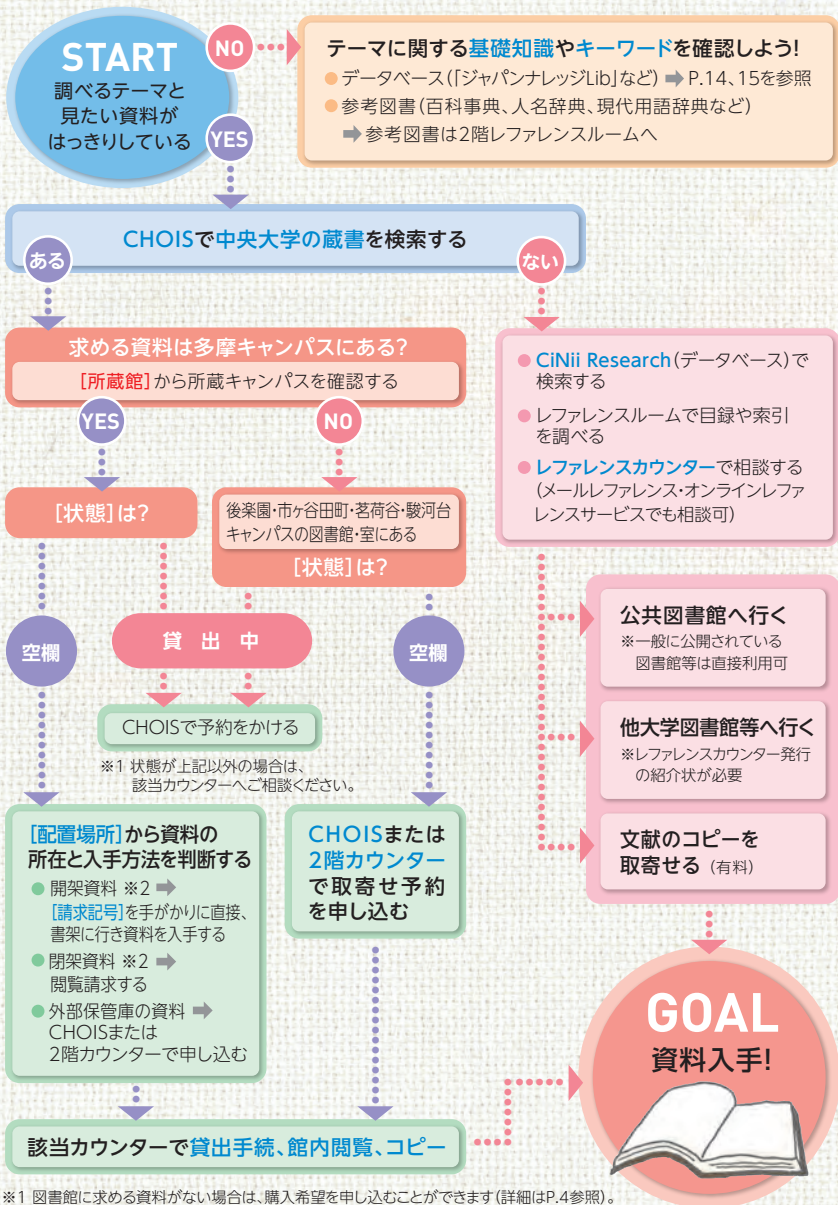 START
調べるテーマと
見たい資料が
はっきりしている
NO
YES
テーマに関する基礎知識やキーワードを確認しよう!
●データベース(「ジャパンナレッジLib」など) ➡ P.14、15を参照
●参考図書(百科事典、人名辞典、現代用語辞典など)
➡ 参考図書は2階レファレンスルームへ
CHOISで中央大学の蔵書を検索する
ある
ない
求める資料は多摩キャンパスにある?
[所蔵館]から所蔵キャンパスを確認する
YES
NO
[状態]は?
後楽園・市ヶ谷田町・茗荷谷・駿河台
キャンパスの図書館・室にある
[状態]は?
空欄
貸出中
空欄
CHOISで予約をかける
※1 状態が上記以外の場合は、
該当カウンターへご相談ください。
[配置場所]から資料の
所在と入手方法を判断する
● 開架資料 ※2 ➡
[請求記号]を手がかりに直接、
書架に行き資料を入手する
● 閉架資料 ※2 ➡
閲覧請求する
● 外部保管庫の資料 ➡
CHOISまたは
2階カウンターで申し込む
CHOISまたは
2階カウンター
で取寄せ予約
を申し込む
該当カウンターで貸出手続、館内閲覧、コピー
● CiNii Research(データベース)で
検索する
● レファレンスルームで目録や索引
を調べる
● レファレンスカウンターで相談する
(メールレファレンス・オンラインレファ
レンスサービスでも相談可)
公共図書館へ行く
※一般に公開されている
図書館等は直接利用可
他大学図書館等へ行く
※レファレンスカウンター発行
の紹介状が必要
文献のコピーを
取寄せる (有料)
GOAL
資料入手!
※1 図書館に求める資料がない場合は、購入希望を申し込むことができます(詳細はP.4参照)。